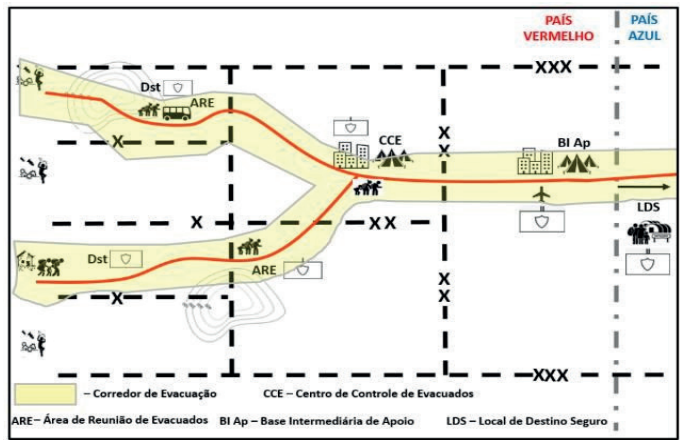 PAÍS VERMELHO
PAÍS AZUL
XXX
Dst
ARE
X
X
X
CCE
BI Ap
LDS
X
X X
Dst
ARE
X
X
X
XXX
– Corredor de Evacuação
CCE – Centro de Controle de Evacuados
ARE– Área de Reunião de Evacuados
BI Ap – Base Intermediária de Apoio
LDS – Local de Destino Seguro